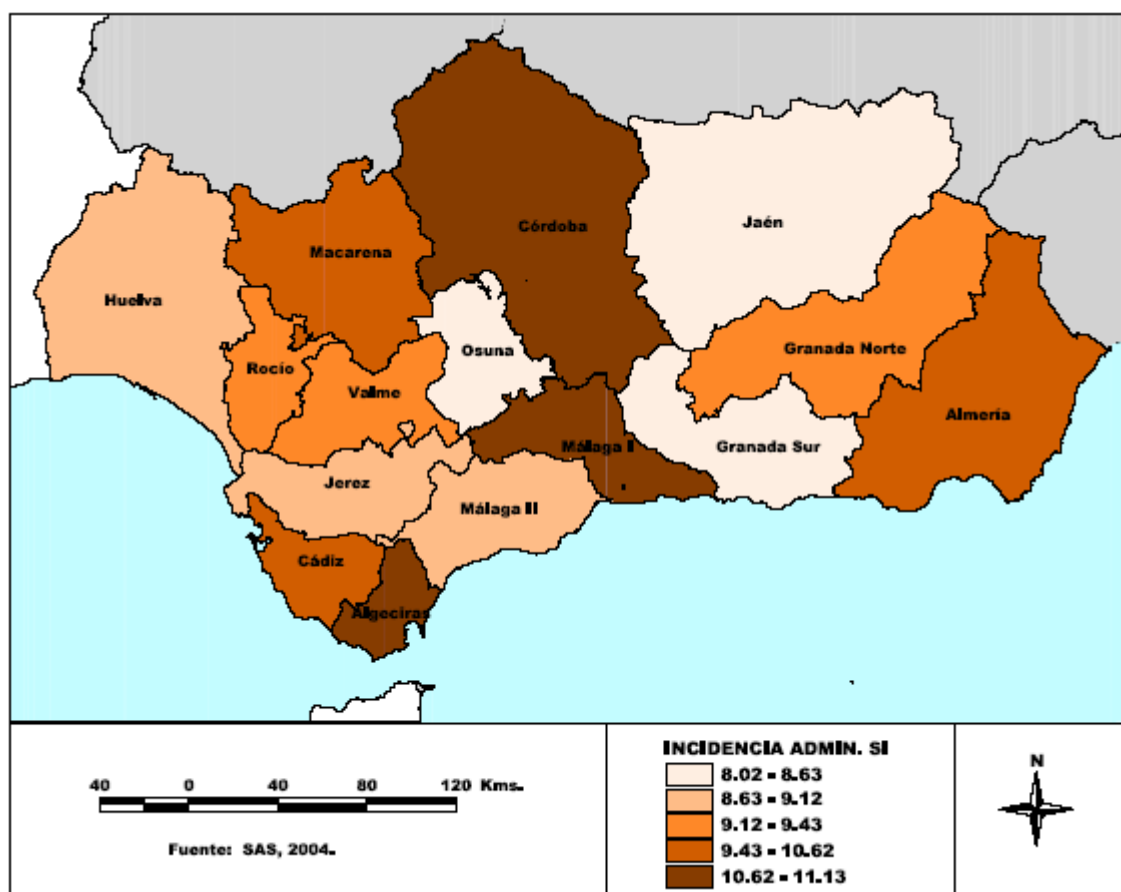 Córdoba
Jaén
Macarena
Huelva
Osuna
Granada Norte
Rocío
Valme
Almería
Málaga I
Granada Sur
Jerez
Málaga II
Cádiz
Algeciras
INCIDENCIA ADMIN. SI
8.02 - 8.63
8.63 - 9.12
9.12 - 9.43
9.43 - 10.62
10.62 - 11.13
40 0 40 80 120 Kms.
Fuente: SAS, 2004.
N